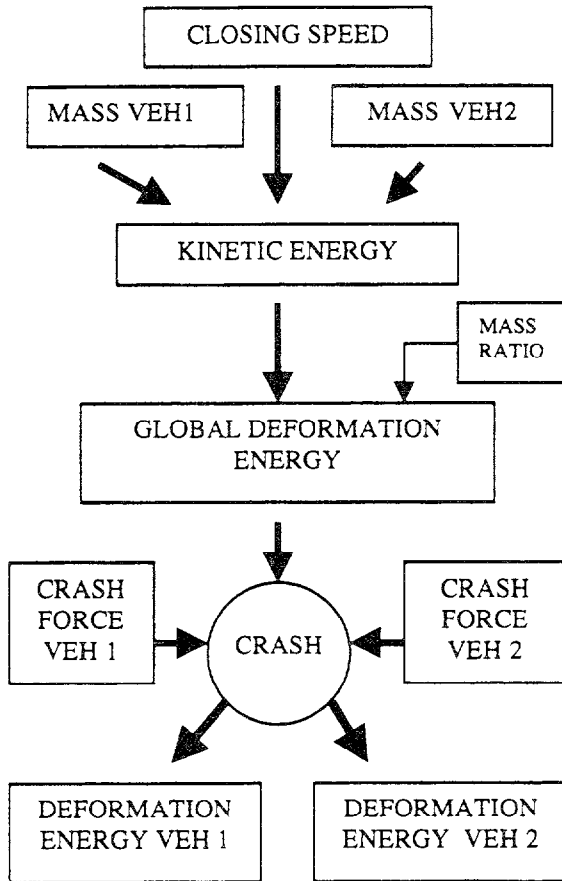 CLOSING SPEED
MASS VEH1
MASS VEH2
KINETIC ENERGY
MASS
RATIO
GLOBAL DEFORMATION
ENERGY
CRASH
FORCE
VEH 1
CRASH
CRASH
FORCE
VEH 2
DEFORMATION
ENERGY VEH 1
DEFORMATION
ENERGY VEH 2